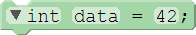 int data = 42;